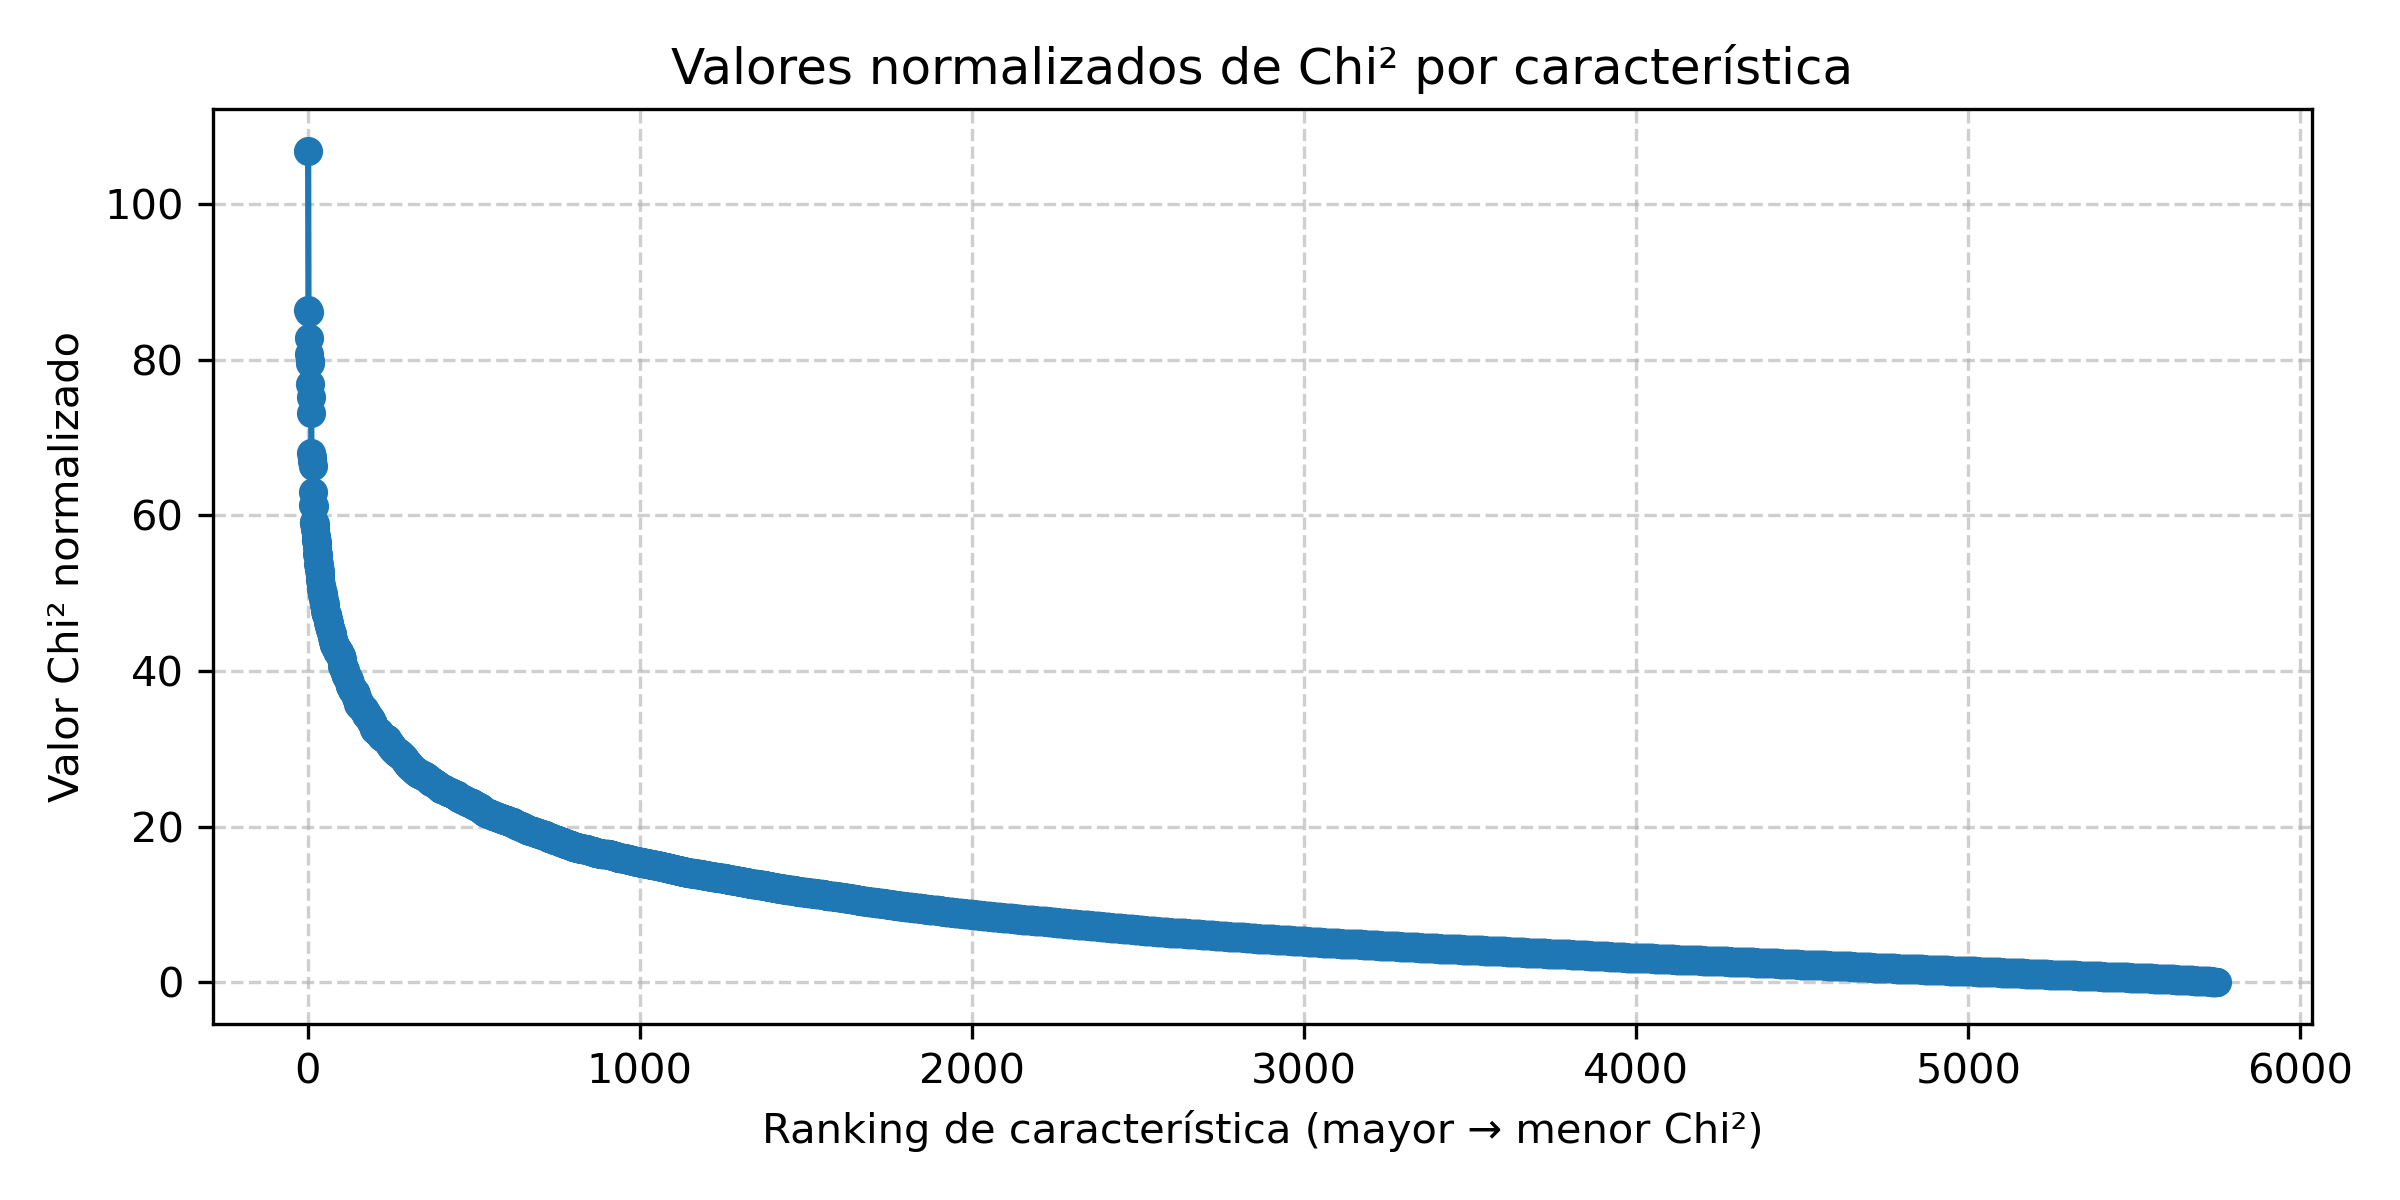 Valores normalizados de Chi² por característica
Valor Chi² normalizado
100
80
60
40
20
0
0 1000 2000 3000 4000 5000 6000
Ranking de característica (mayor → menor Chi²)